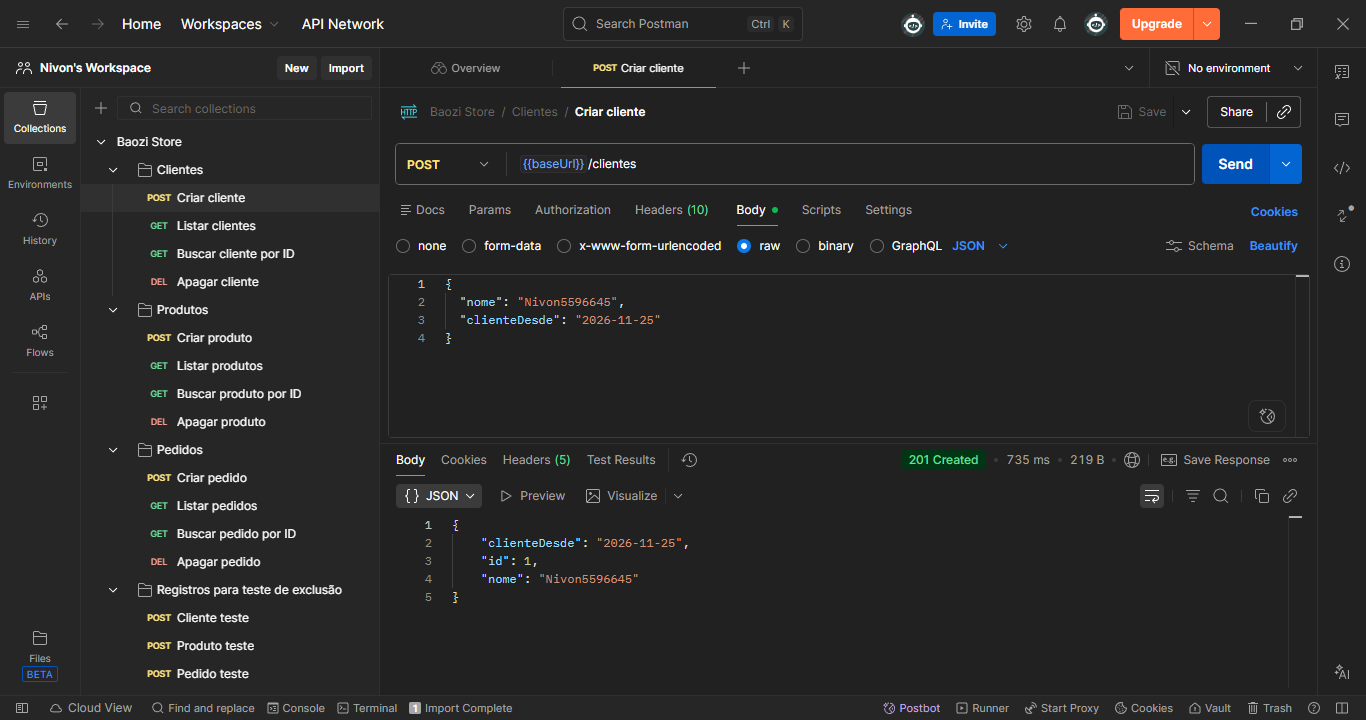 Home Workspaces API Network Search Postman Ctrl K Invite Upgrade
Nivon's Workspace New Import Overview POST Criar cliente No environment
Collections
Environments
History
APIs
Flows
Files
BETA
Search collections
Baozi Store
Clientes
POST Criar cliente
GET Listar clientes
GET Buscar cliente por ID
DEL Apagar cliente
Produtos
POST Criar produto
GET Listar produtos
GET Buscar produto por ID
DEL Apagar produto
Pedidos
POST Criar pedido
GET Listar pedidos
GET Buscar pedido por ID
DEL Apagar pedido
Registros para teste de exclusão
POST Cliente teste
POST Produto teste
POST Pedido teste
HTTP Baozi Store / Clientes / Criar cliente Save Share
POST {{baseUrl}} /clientes Send
Docs Params Authorization Headers (10) Body Scripts Settings Cookies
none form-data x-www-form-urlencoded raw binary GraphQL JSON Schema Beautify
1 {
2 "nome": "Nivon5596645",
3 "clienteDesde": "2026-11-25"
4 }
Body Cookies Headers (5) Test Results 201 Created • 735 ms • 219 B e.g. Save Response
{} JSON Preview Visualize
1 {
2 "clienteDesde": "2026-11-25",
3 "id": 1,
4 "nome": "Nivon5596645"
5 }
AI
Cloud View Find and replace Console Terminal 1 Import Complete Postbot Runner Start Proxy Cookies Vault Trash